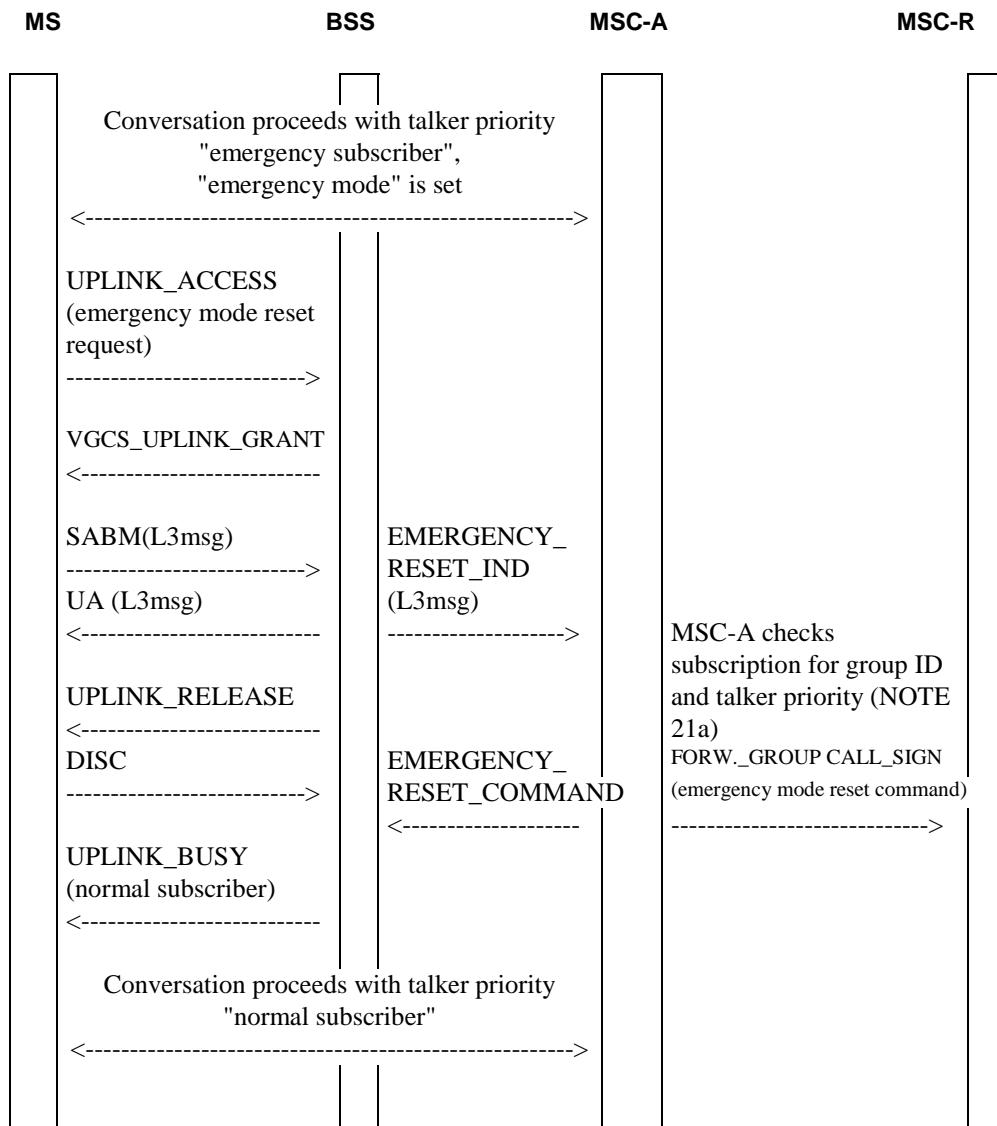 MS BSS MSC-A MSC-R
Conversation proceeds with talker priority
"emergency subscriber",
"emergency mode" is set
<------------------------------------------------------>
UPLINK_ACCESS
(emergency mode reset
request)
--------------------------->
VGCS_UPLINK_GRANT
<---------------------------
SABM(L3msg)
--------------------------->
UA (L3msg)
<---------------------------
EMERGENCY_
RESET_IND
(L3msg)
-------------------->
MSC-A checks
subscription for group ID
and talker priority (NOTE
21a)
UPLINK_RELEASE
<---------------------------
DISC
--------------------------->
EMERGENCY_
RESET_COMMAND
<--------------------
FORW._GROUP CALL_SIGN
(emergency mode reset command)
----------------------------->
UPLINK_BUSY
(normal subscriber)
<---------------------------
Conversation proceeds with talker priority
"normal subscriber"
<------------------------------------------------------>